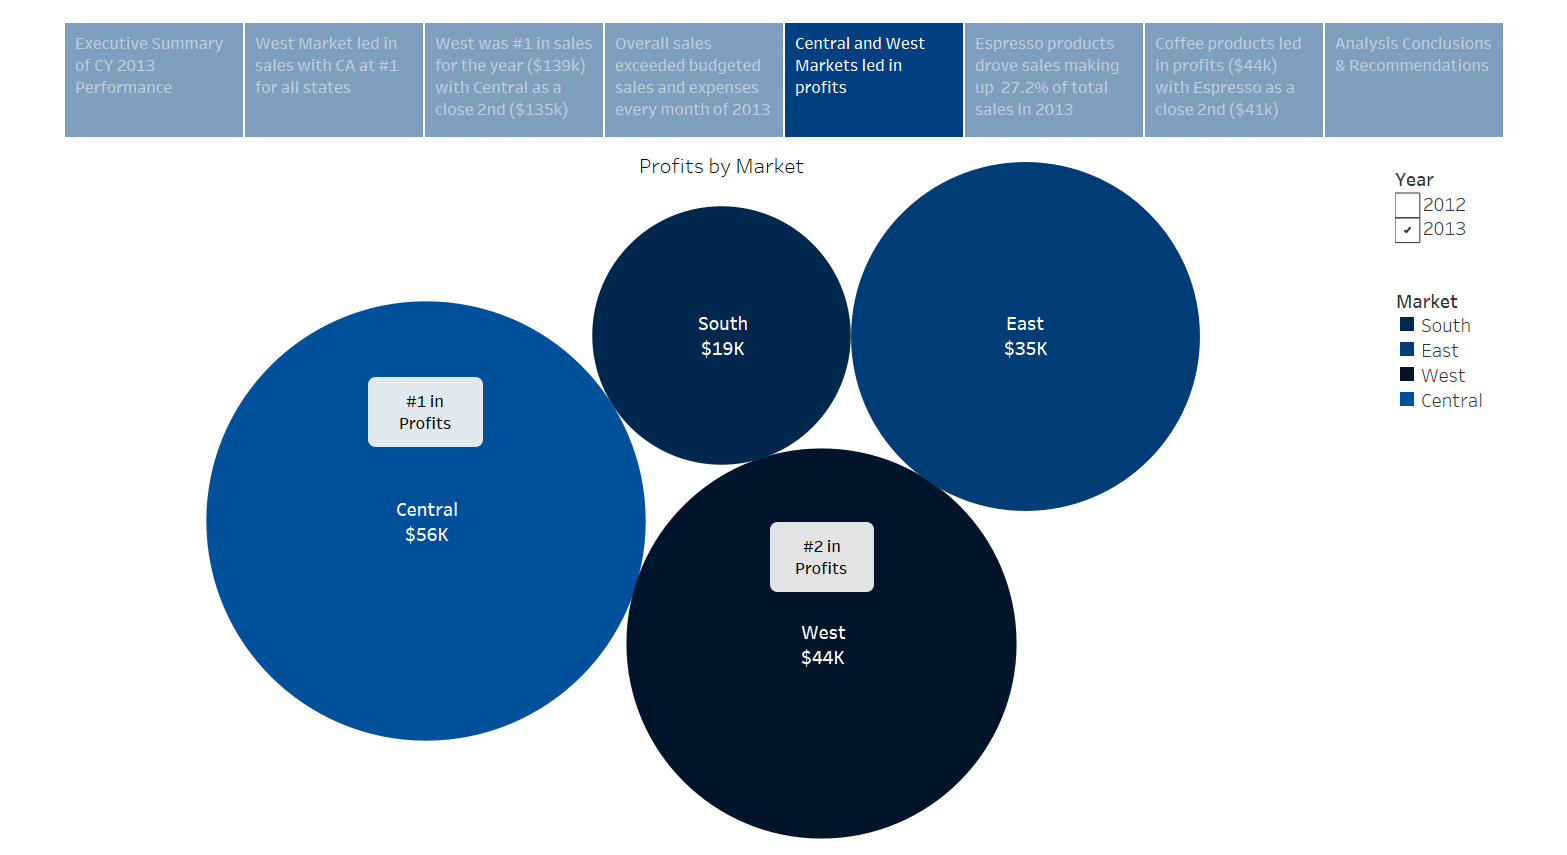 Executive Summary
of CY 2013
Performance
West Market led in
sales with CA at #1
for all states
West was #1 in sales
for the year ($139k)
with Central as a
close 2nd ($135k)
Overall sales
exceeded budgeted
sales and expenses
every month of 2013
Central and West
Markets led in
profits
Espresso products
drove sales making
up  27.2% of total
sales in 2013
Coffee products led
in profits ($44k)
with Espresso as a
close 2nd ($41k)
Analysis Conclusions
& Recommendations
Profits by Market
South
$19K
East
$35K
#1 in
Profits
Central
$56K
#2 in
Profits
West
$44K
Year
2012
2013
Market
South
East
West
Central